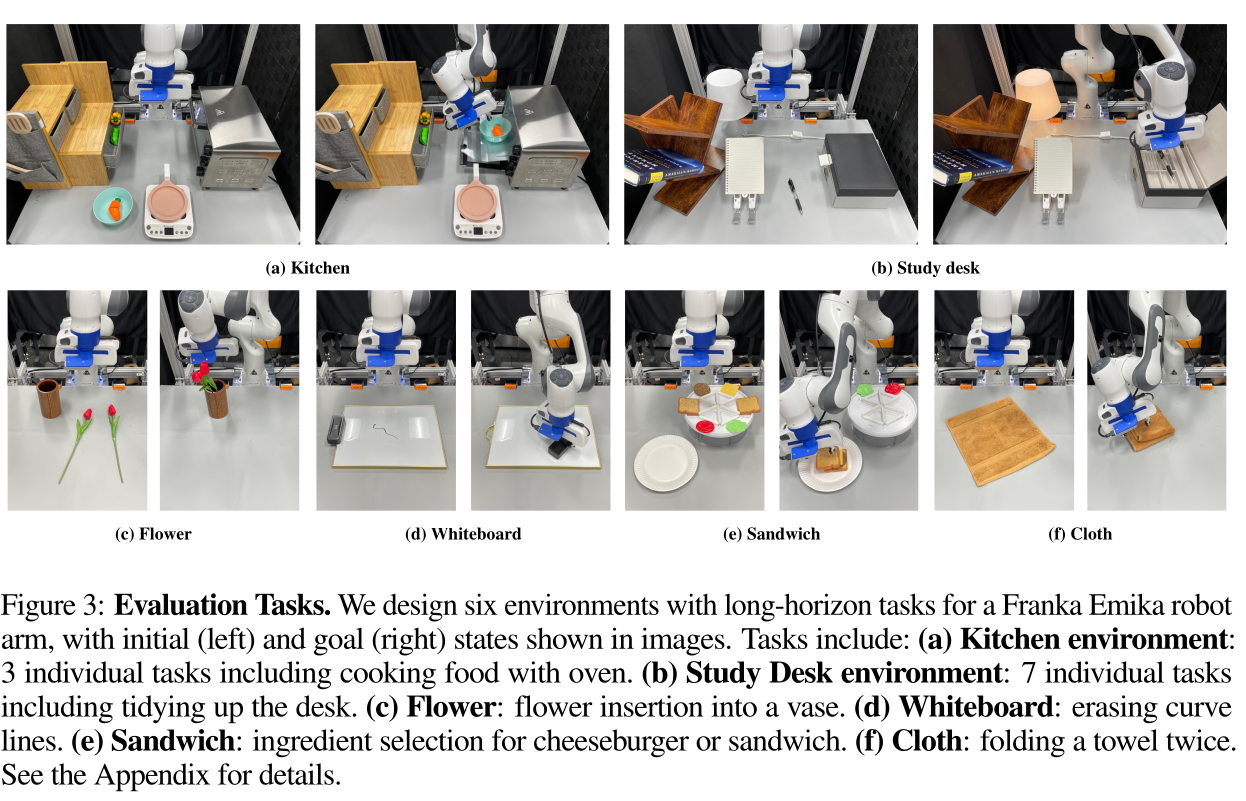 (a) Kitchen
(b) Study desk
(c) Flower
(d) Whiteboard
(e) Sandwich
(f) Cloth
Figure 3: Evaluation Tasks. We design six environments with long-horizon tasks for a Franka Emika robot
arm, with initial (left) and goal (right) states shown in images. Tasks include: (a) Kitchen environment:
3 individual tasks including cooking food with oven. (b) Study Desk environment: 7 individual tasks
including tidying up the desk. (c) Flower: flower insertion into a vase. (d) Whiteboard: erasing curve
lines. (e) Sandwich: ingredient selection for cheeseburger or sandwich. (f) Cloth: folding a towel twice.
See the Appendix for details.